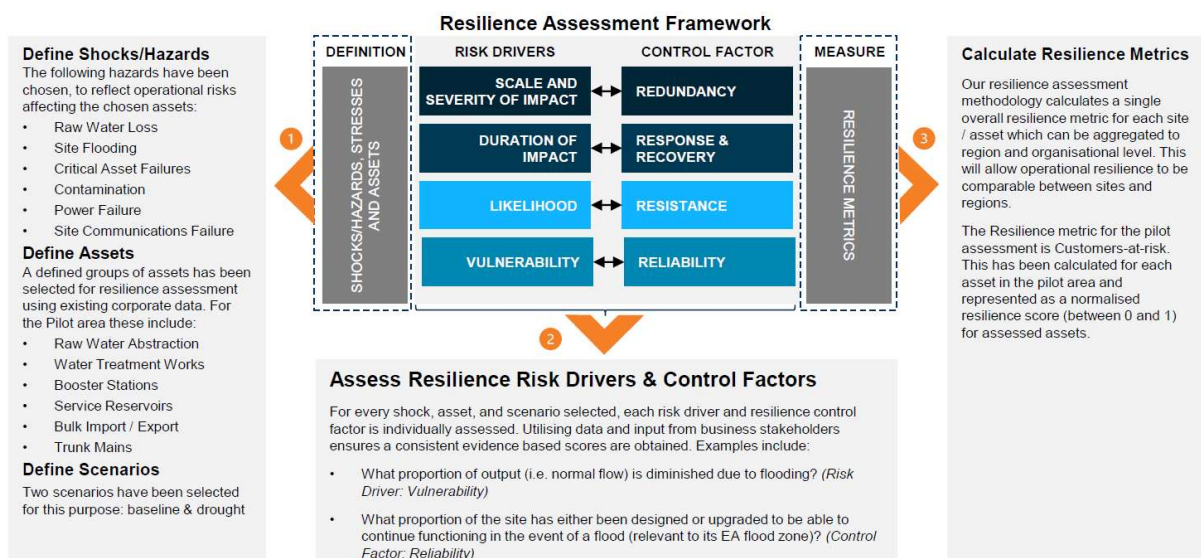 Resilience Assessment Framework
Define Shocks/Hazards
The following hazards have been
chosen, to reflect operational risks
affecting the chosen assets:
• Raw Water Loss
• Site Flooding
• Critical Asset Failures
• Contamination
• Power Failure
• Site Communications Failure
Define Assets
A defined groups of assets has been
selected for resilience assessment
using existing corporate data. For
the Pilot area these include:
• Raw Water Abstraction
• Water Treatment Works
• Booster Stations
• Service Reservoirs
• Bulk Import / Export
• Trunk Mains
Define Scenarios
Two scenarios have been selected
for this purpose: baseline & drought
1
DEFINITION
SHOCKS/HAZARDS, STRESSES
AND ASSETS
RISK DRIVERS
CONTROL FACTOR
SCALE AND
SEVERITY OF IMPACT
REDUNDANCY
DURATION OF
IMPACT
RESPONSE &
RECOVERY
LIKELIHOOD
RESISTANCE
VULNERABILITY
RELIABILITY
MEASURE
RESILIENCE METRICS
2
Assess Resilience Risk Drivers & Control Factors
For every shock, asset, and scenario selected, each risk driver and resilience control
factor is individually assessed. Utilising data and input from business stakeholders
ensures a consistent evidence based scores are obtained. Examples include:
• What proportion of output (i.e. normal flow) is diminished due to flooding? (Risk
Driver: Vulnerability)
• What proportion of the site has either been designed or upgraded to be able to
continue functioning in the event of a flood (relevant to its EA flood zone)? (Control
Factor: Reliability)
3
Calculate Resilience Metrics
Our resilience assessment
methodology calculates a single
overall resilience metric for each site
/ asset which can be aggregated to
region and organisational level. This
will allow operational resilience to be
comparable between sites and
regions.
The Resilience metric for the pilot
assessment is Customers-at-risk.
This has been calculated for each
asset in the pilot area and
represented as a normalised
resilience score (between 0 and 1)
for assessed assets.